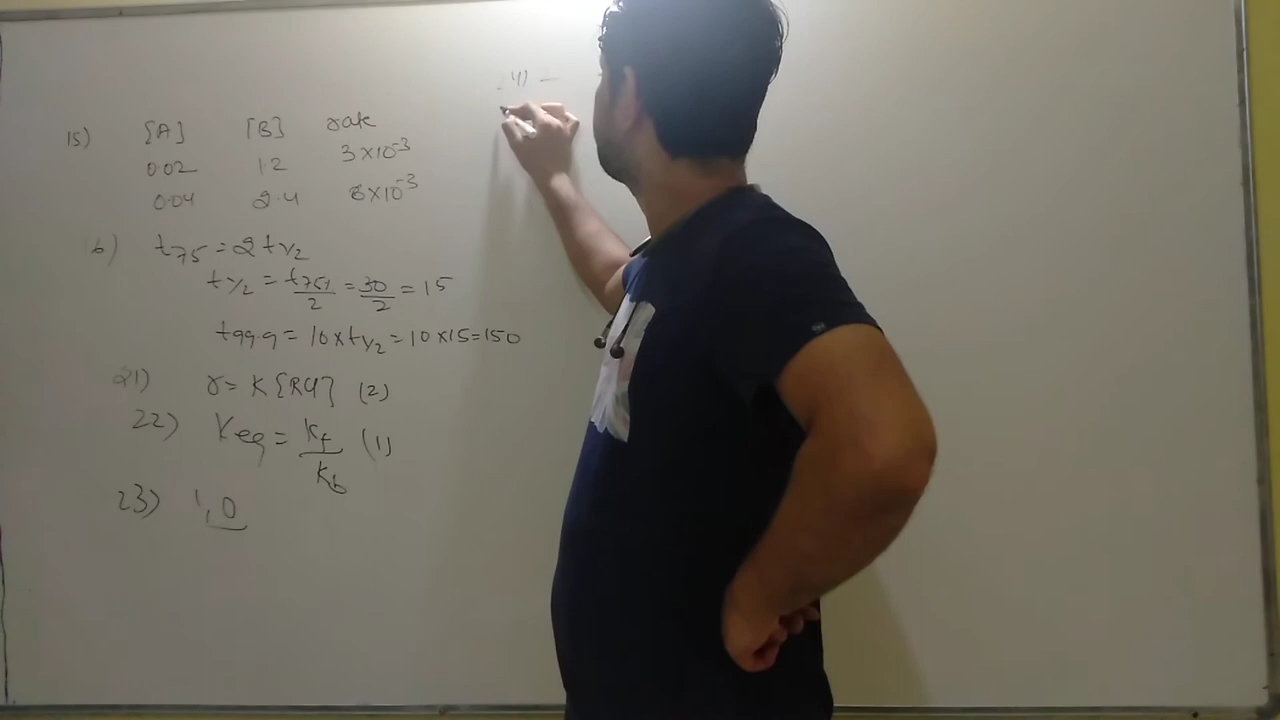 15) [A] [B] rate
0.02 1.2 3×10⁻³
0.04 2.4 6×10⁻³
6) t75 = 2 t1/2
t1/2 = t75%/2 = 30/2 = 15
t99.9 = 10×t1/2 = 10×15=150
21) r= K[RCl] (2)
22) Keq = Kf/Kb (1)
23) 1,0